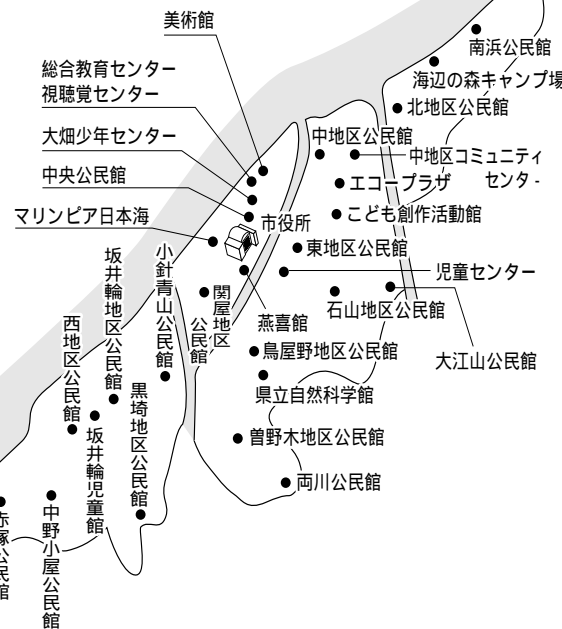 美術館
総合教育センター
視聴覚センター
大畑少年センター
中央公民館
マリンピア日本海
南浜公民館
海辺の森キャンプ場
北地区公民館
中地区公民館
中地区コミュニティ
センター
エコープラザ
こども創作活動館
市役所
東地区公民館
児童センター
石山地区公民館
大江山公民館
燕喜館
関屋地区
公民館
鳥屋野地区公民館
県立自然科学館
曽野木地区公民館
両川公民館
小針青山公民館
坂井輪地区公民館
西地区公民館
黒埼地区公民館
坂井輪児童館
中野小屋公民館
赤塚公民館